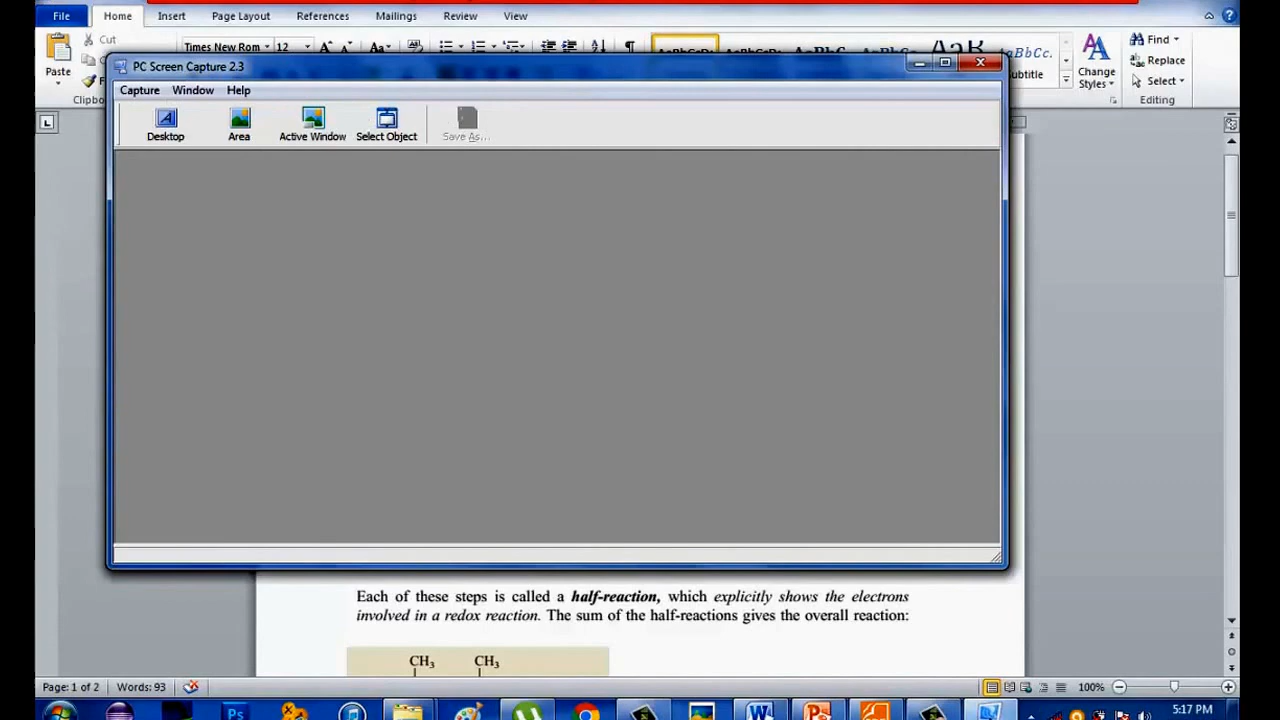 File Home Insert Page Layout References Mailings Review View
Cut
Times New Rom 12 Aa
Find
Paste
Replace
Subtitle Change Styles
Select
Clipbo
Editing
PC Screen Capture 2.3
Capture Window Help
Desktop Area Active Window Select Object Save As...
Each of these steps is called a half-reaction, which explicitly shows the electrons
involved in a redox reaction. The sum of the half-reactions gives the overall reaction:
CH3 CH3
Page: 1 of 2 Words: 93 100%
5:17 PM